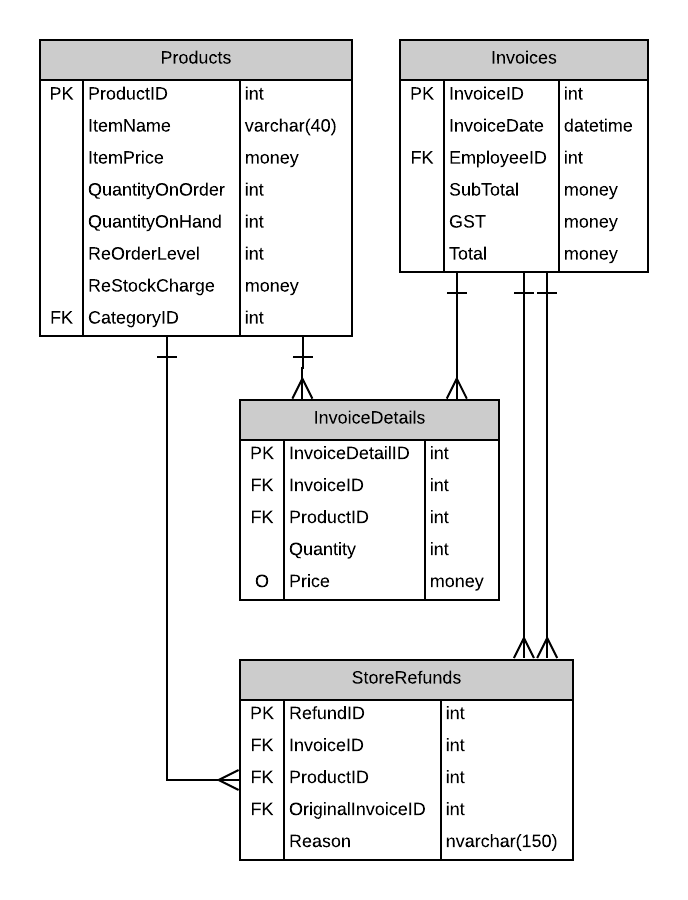 Products
PK ProductID int
ItemName varchar(40)
ItemPrice money
QuantityOnOrder int
QuantityOnHand int
ReOrderLevel int
ReStockCharge money
FK CategoryID int
Invoices
PK InvoiceID int
InvoiceDate datetime
FK EmployeeID int
SubTotal money
GST money
Total money
InvoiceDetails
PK InvoiceDetailID int
FK InvoiceID int
FK ProductID int
Quantity int
O Price money
StoreRefunds
PK RefundID int
FK InvoiceID int
FK ProductID int
FK OriginalInvoiceID int
Reason nvarchar(150)